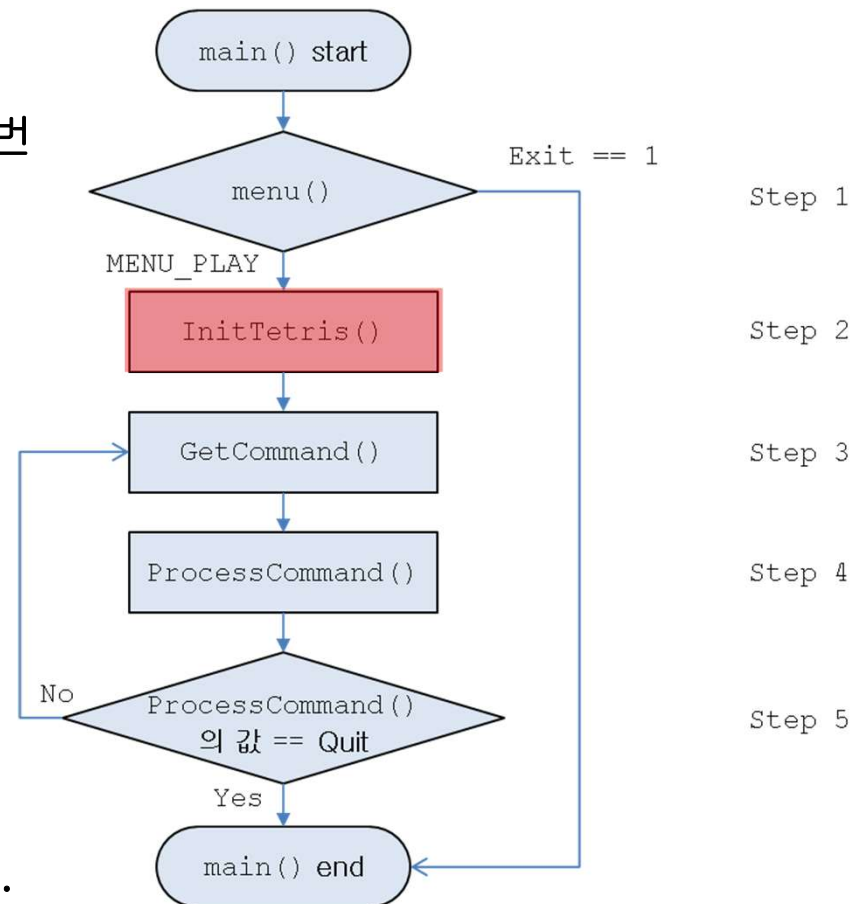 main() start
번
Exit == 1
menu()
Step 1
MENU_PLAY
InitTetris()
Step 2
GetCommand()
Step 3
ProcessCommand()
Step 4
No
ProcessCommand()
의 값 == Quit
Step 5
Yes
main() end
.